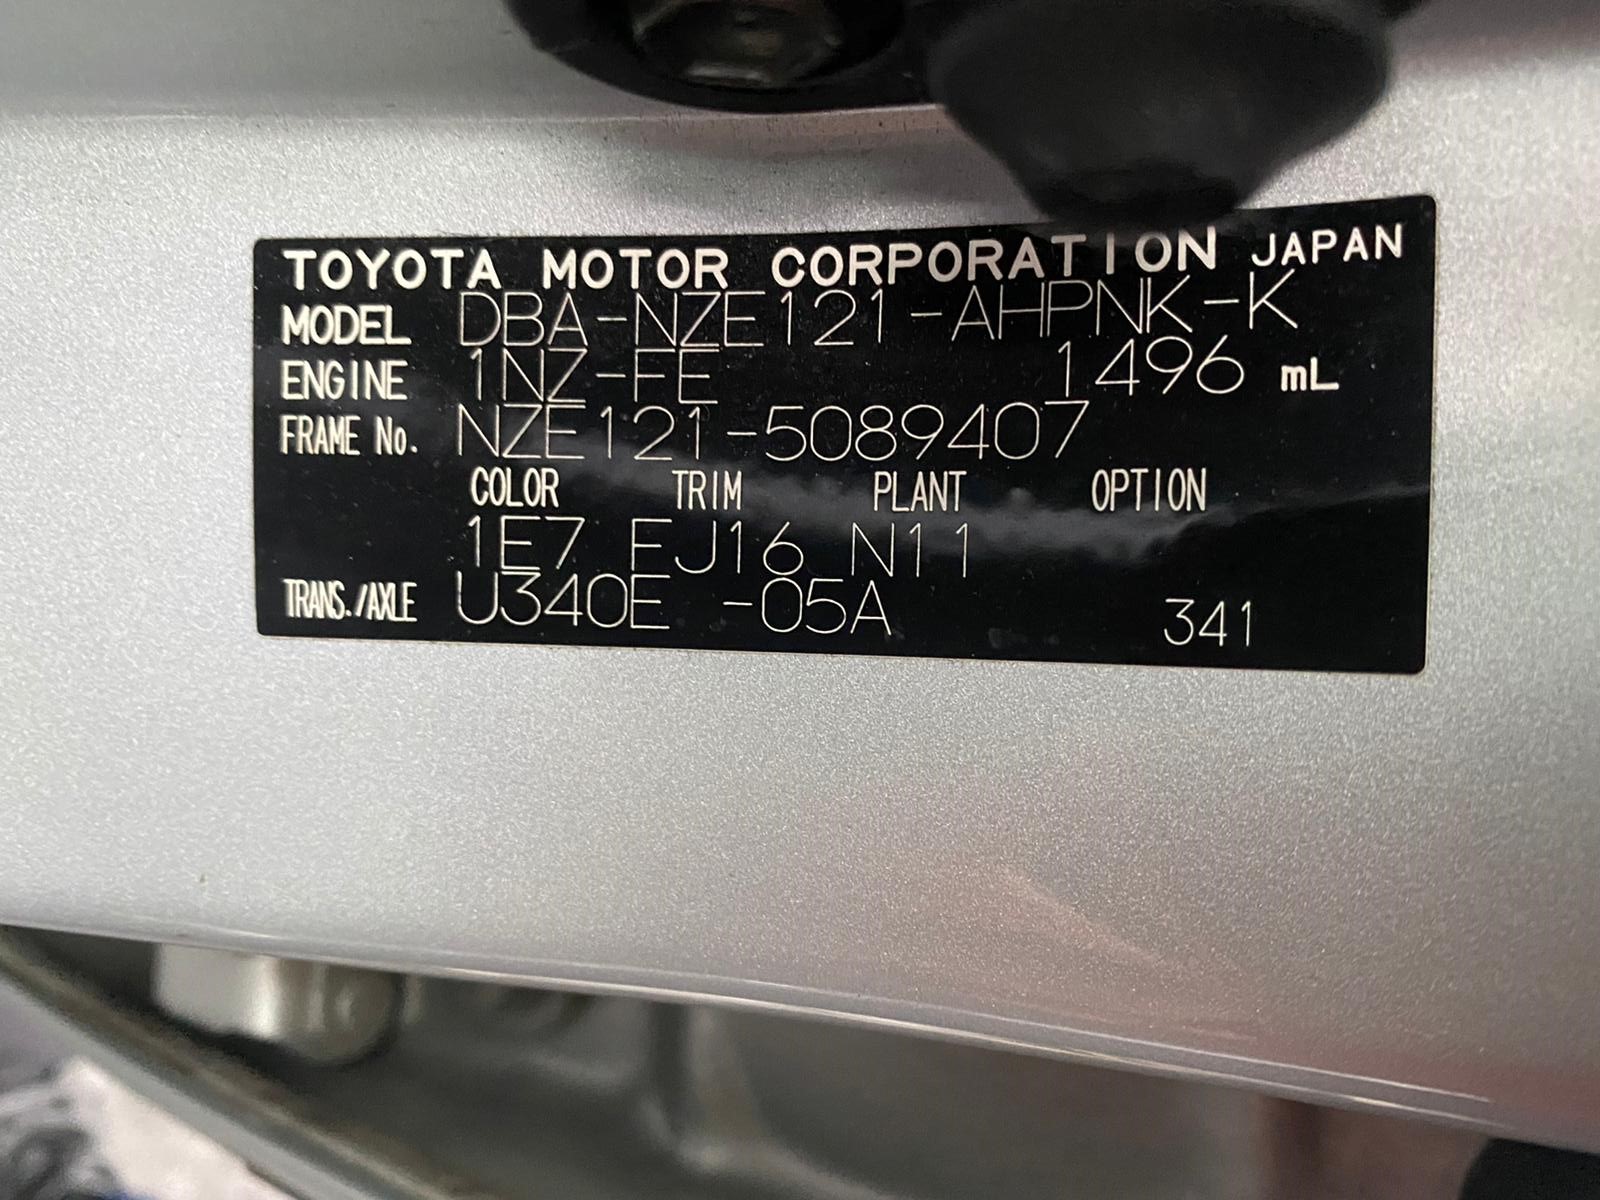 TOYOTA MOTOR CORPORATION JAPAN
MODEL DBA-NZE121-AHPNK-K
ENGINE 1NZ-FE 1496 mL
FRAME No. NZE121-5089407
COLOR TRIM PLANT OPTION
1E7 FJ16 N11
TRANS./AXLE U340E -05A 341